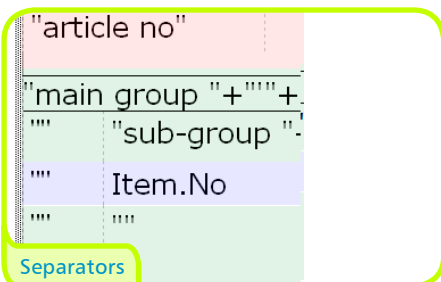 "article no"
"main group "+"'"+
"" "sub-group "-
"" Item.No
"" ""
Separators